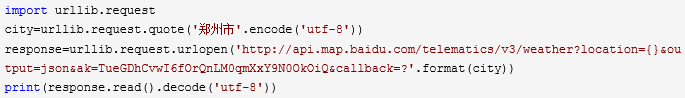 import urllib.request
city=urllib.request.quote('郑州市'.encode('utf-8'))
response=urllib.request.urlopen('http://api.map.baidu.com/telematics/v3/weather?location={}&ou
tput=json&ak=TueGDhCvwI6fOrQnLM0qmXxY9N0OkOiQ&callback=?'.format(city))
print(response.read().decode('utf-8'))